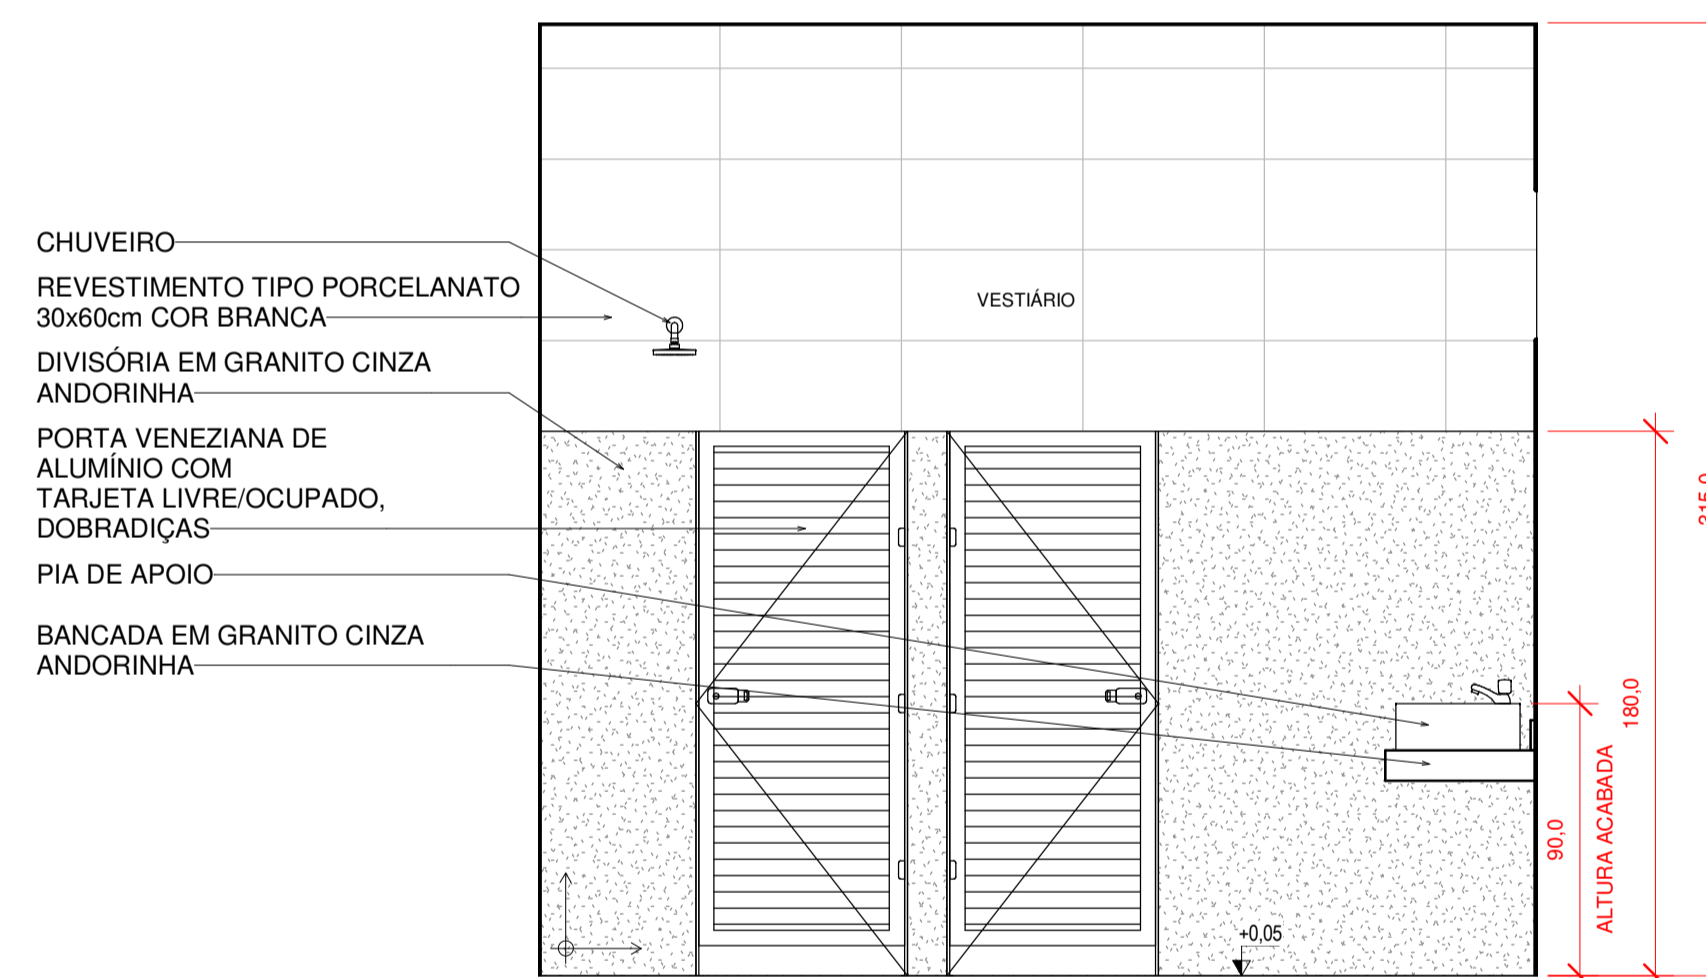 CHUVEIRO
REVESTIMENTO TIPO PORCELANATO
30x60cm COR BRANCA
DIVISÓRIA EM GRANITO CINZA
ANDORINHA
PORTA VENEZIANA DE
ALUMÍNIO COM
TARJETA LIVRE/OCUPADO,
DOBRADIÇAS
PIA DE APOIO
BANCADA EM GRANITO CINZA
ANDORINHA
VESTIÁRIO
+0,05
90,0
ALTURA ACABADA
180,0
315,0